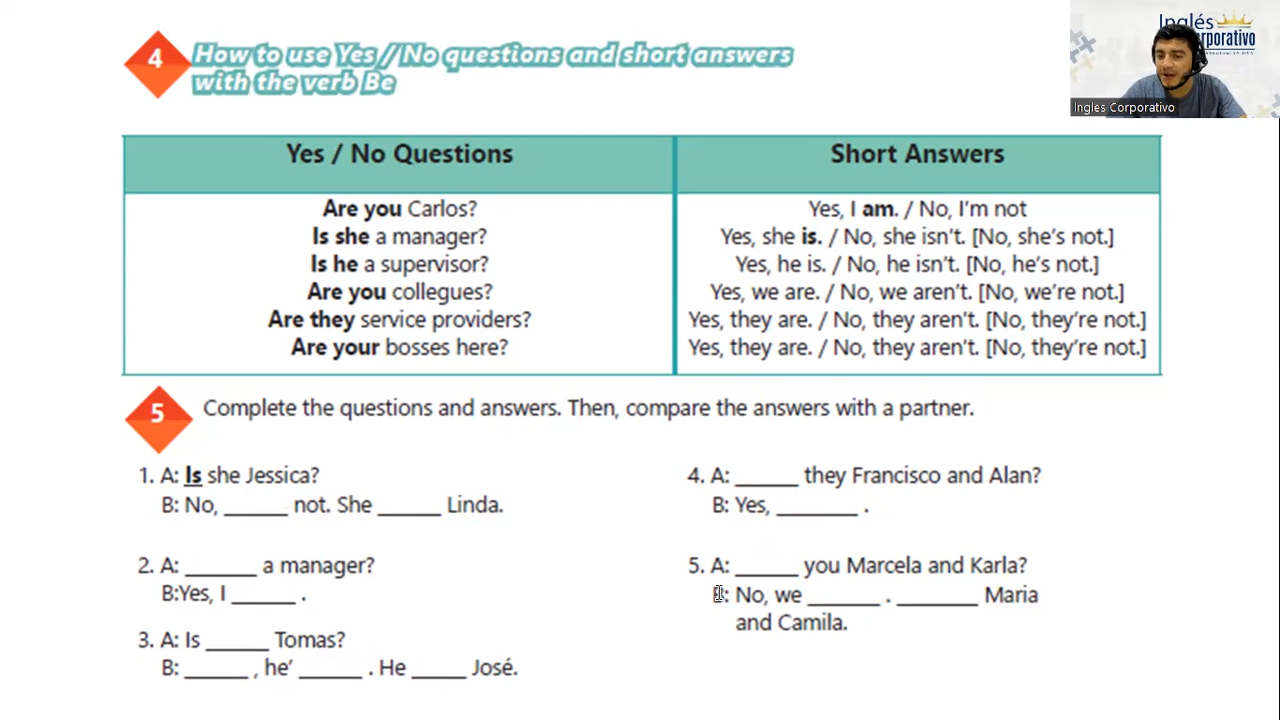 4
How to use Yes / No questions and short answers
with the verb Be
Inglés
Corporativo
Ingles Corporativo
Yes / No Questions
Short Answers
Are you Carlos?
Yes, I am. / No, I'm not
Is she a manager?
Yes, she is. / No, she isn't. [No, she's not.]
Is he a supervisor?
Yes, he is. / No, he isn't. [No, he's not.]
Are you collegues?
Yes, we are. / No, we aren't. [No, we're not.]
Are they service providers?
Yes, they are. / No, they aren't. [No, they're not.]
Are your bosses here?
Yes, they are. / No, they aren't. [No, they're not.]
5
Complete the questions and answers. Then, compare the answers with a partner.
1. A: Is she Jessica?
B: No, ______ not. She ______ Linda.
2. A: _______ a manager?
B:Yes, I ______ .
3. A: Is ______ Tomas?
B: ______ , he' ______ . He _____ José.
4. A: ______ they Francisco and Alan?
B: Yes, ________ .
5. A: ______ you Marcela and Karla?
B: No, we _______ . ________ Maria
and Camila.